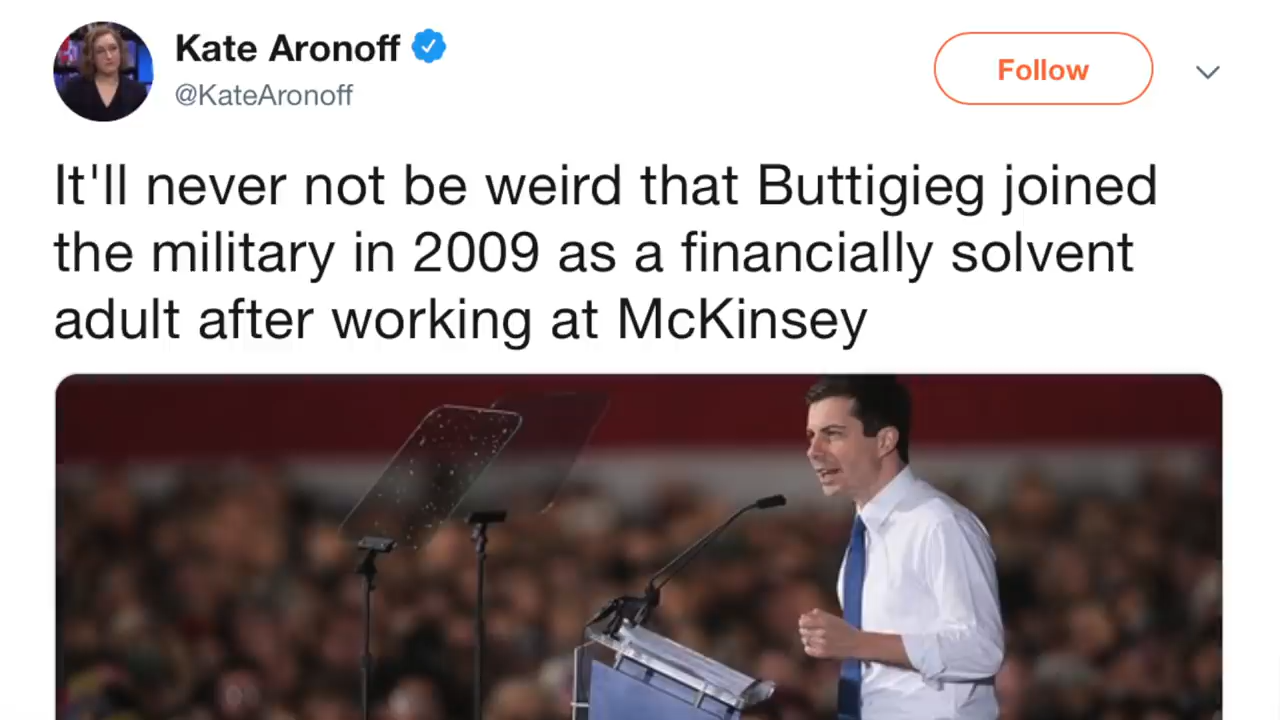 Kate Aronoff
@KateAronoff
Follow
It'll never not be weird that Buttigieg joined
the military in 2009 as a financially solvent
adult after working at McKinsey